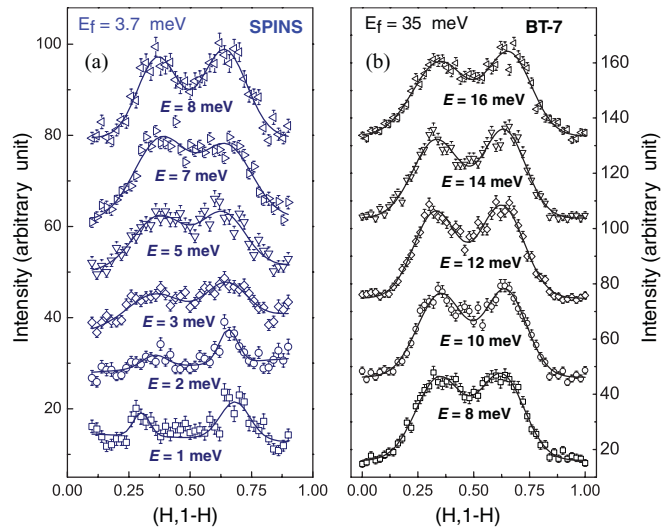 E_f = 3.7 meV SPINS
(a)
E = 8 meV
E = 7 meV
E = 5 meV
E = 3 meV
E = 2 meV
E = 1 meV
100
80
60
40
20
Intensity (arbitrary unit)
0.00 0.25 0.50 0.75 1.00
(H,1-H)
E_f = 35 meV BT-7
(b)
E = 16 meV
E = 14 meV
E = 12 meV
E = 10 meV
E = 8 meV
160
140
120
100
80
60
40
20
Intensity (arbitrary unit)
0.00 0.25 0.50 0.75 1.00
(H,1-H)